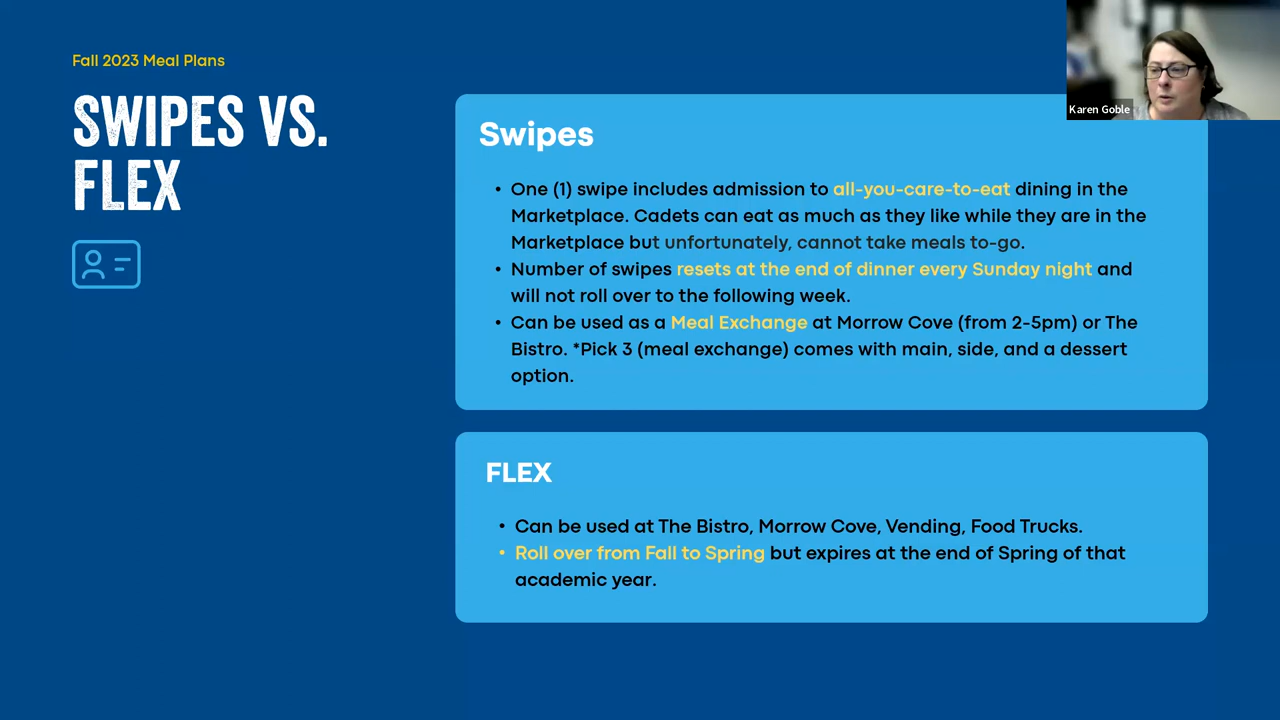 Fall 2023 Meal Plans
SWIPES VS.
FLEX
Karen Goble
Swipes
• One (1) swipe includes admission to all-you-care-to-eat dining in the
Marketplace. Cadets can eat as much as they like while they are in the
Marketplace but unfortunately, cannot take meals to-go.
• Number of swipes resets at the end of dinner every Sunday night and
will not roll over to the following week.
• Can be used as a Meal Exchange at Morrow Cove (from 2-5pm) or The
Bistro. *Pick 3 (meal exchange) comes with main, side, and a dessert
option.
FLEX
• Can be used at The Bistro, Morrow Cove, Vending, Food Trucks.
• Roll over from Fall to Spring but expires at the end of Spring of that
academic year.